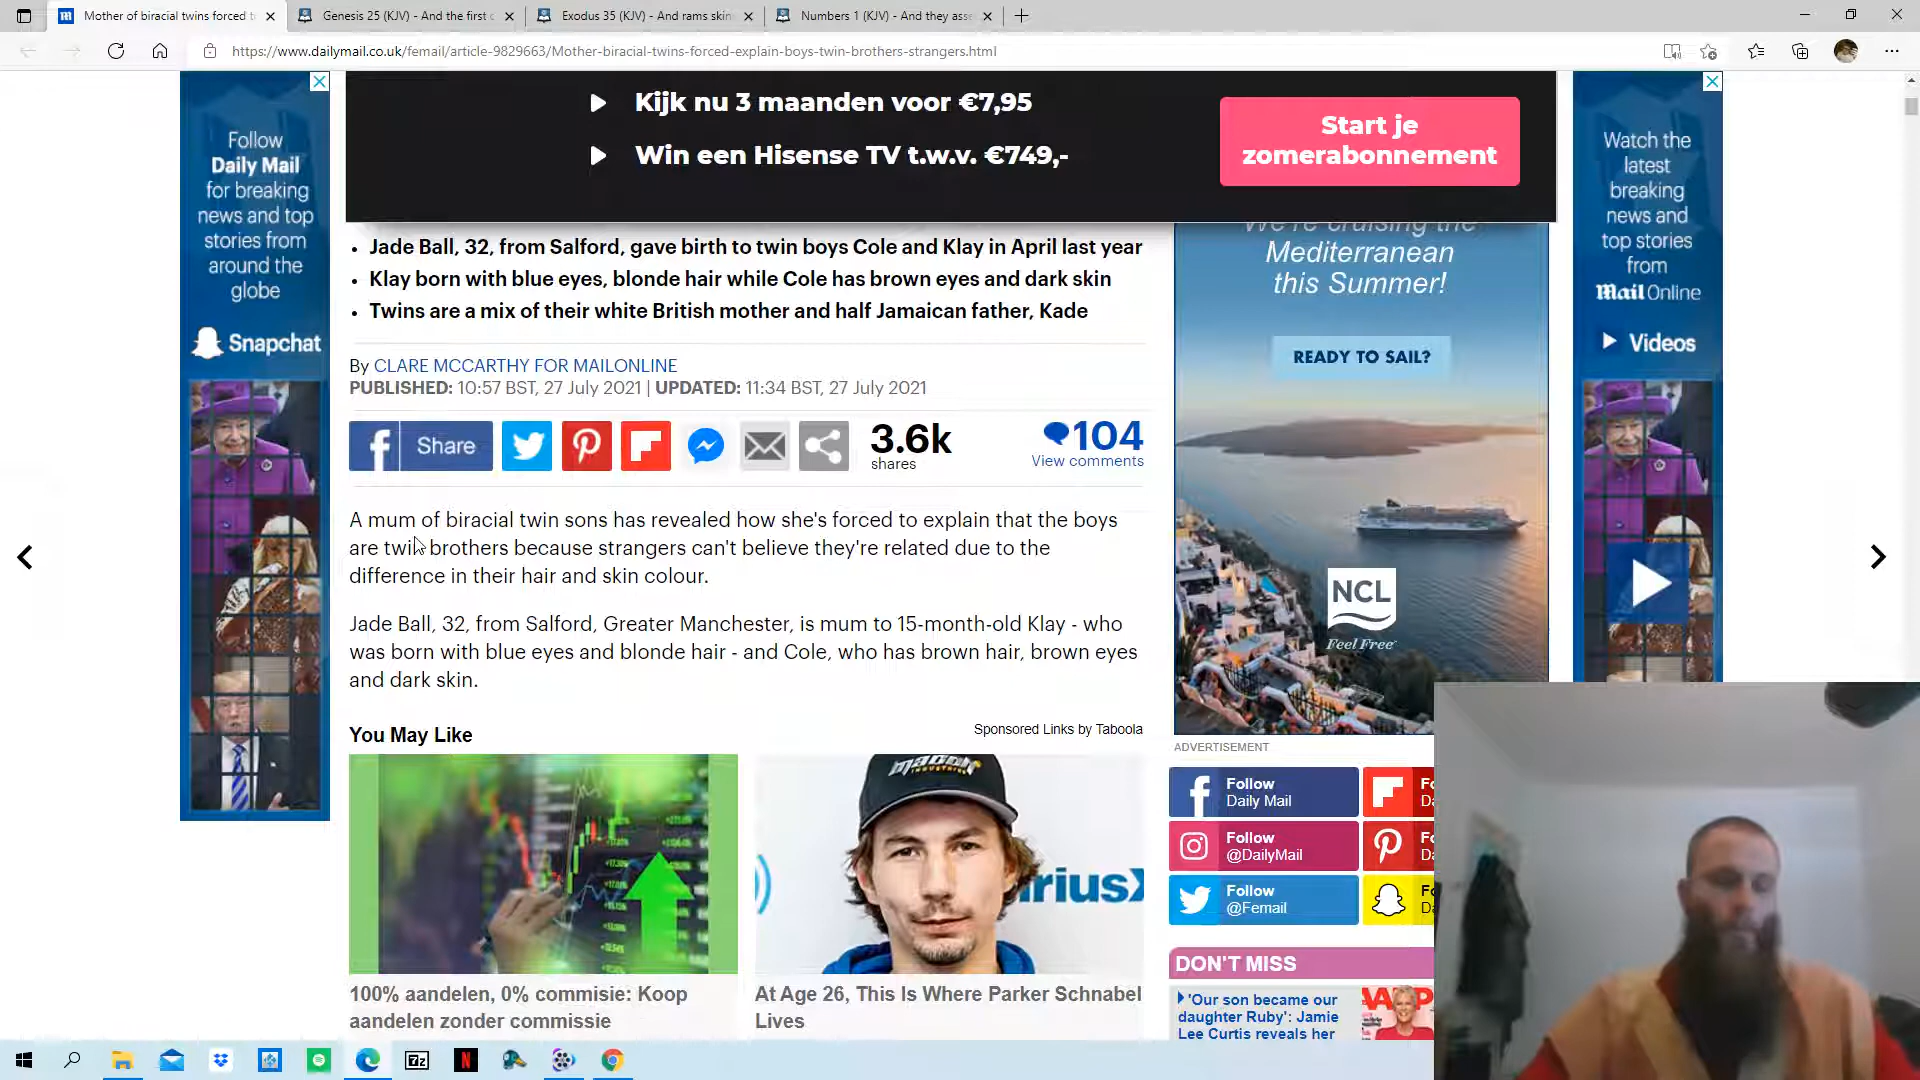 Mother of biracial twins forced t
Genesis 25 (KJV) - And the first c
Exodus 35 (KJV) - And rams skin
Numbers 1 (KJV) - And they asse
https://www.dailymail.co.uk/femail/article-9829663/Mother-biracial-twins-forced-explain-boys-twin-brothers-strangers.html
Follow
Daily Mail
for breaking
news and top
stories from
around the
globe
Snapchat
Kijk nu 3 maanden voor €7,95
Win een Hisense TV t.w.v. €749,-
Start je
zomerabonnement
Watch the
latest
breaking
news and
top stories
from
Mail Online
Videos
We're cruising the
Mediterranean
this Summer!
READY TO SAIL?
NCL
Feel Free
ADVERTISEMENT
• Jade Ball, 32, from Salford, gave birth to twin boys Cole and Klay in April last year
• Klay born with blue eyes, blonde hair while Cole has brown eyes and dark skin
• Twins are a mix of their white British mother and half Jamaican father, Kade
By CLARE MCCARTHY FOR MAILONLINE
PUBLISHED: 10:57 BST, 27 July 2021 | UPDATED: 11:34 BST, 27 July 2021
Share
3.6k
shares
104
View comments
A mum of biracial twin sons has revealed how she's forced to explain that the boys
are twin brothers because strangers can't believe they're related due to the
difference in their hair and skin colour.
Jade Ball, 32, from Salford, Greater Manchester, is mum to 15-month-old Klay - who
was born with blue eyes and blonde hair - and Cole, who has brown hair, brown eyes
and dark skin.
You May Like
Sponsored Links by Taboola
100% aandelen, 0% commisie: Koop
aandelen zonder commissie
At Age 26, This Is Where Parker Schnabel
Lives
Follow
Daily Mail
Follow
@DailyMail
Follow
@Femail
DON'T MISS
'Our son became our
daughter Ruby': Jamie
Lee Curtis reveals her